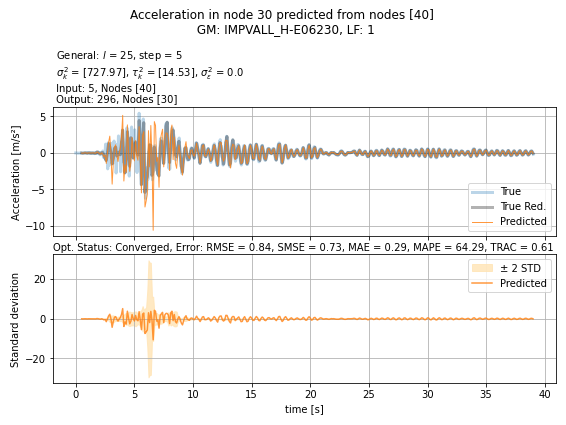 Acceleration in node 30 predicted from nodes [40]
GM: IMPVALL_H-E06230, LF: 1
General: l = 25, step = 5
σ²ₖ = [727.97], τ²ₖ = [14.53], σ²ε = 0.0
Input: 5, Nodes [40]
Output: 296, Nodes [30]
Acceleration [m/s²]
5
0
−5
−10
True
True Red.
Predicted
Opt. Status: Converged, Error: RMSE = 0.84, SMSE = 0.73, MAE = 0.29, MAPE = 64.29, TRAC = 0.61
Standard deviation
20
0
−20
± 2 STD
Predicted
0 5 10 15 20 25 30 35 40
time [s]